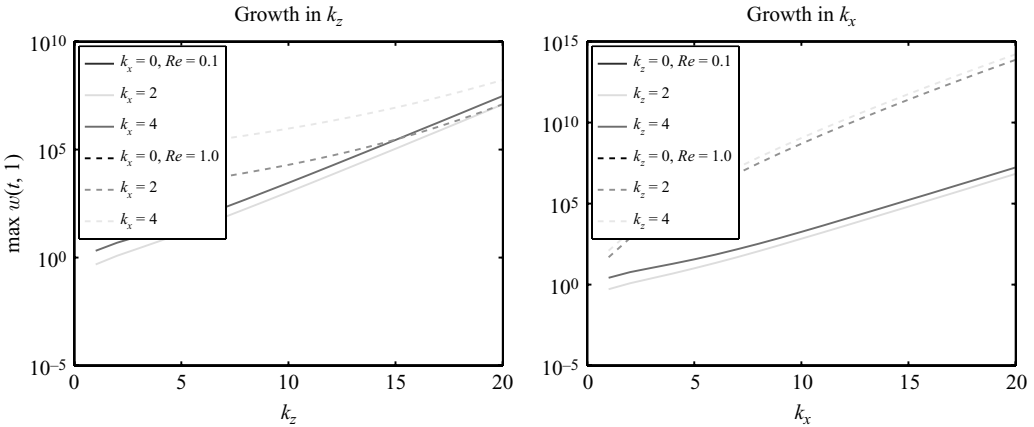 Growth in k_z
10^10
10^5
10^0
10^−5
max w(t, 1)
k_x = 0, Re = 0.1
k_x = 2
k_x = 4
k_x = 0, Re = 1.0
k_x = 2
k_x = 4
0 5 10 15 20
k_z
Growth in k_x
10^15
10^10
10^5
10^0
10^−5
k_z = 0, Re = 0.1
k_z = 2
k_z = 4
k_z = 0, Re = 1.0
k_z = 2
k_z = 4
0 5 10 15 20
k_x